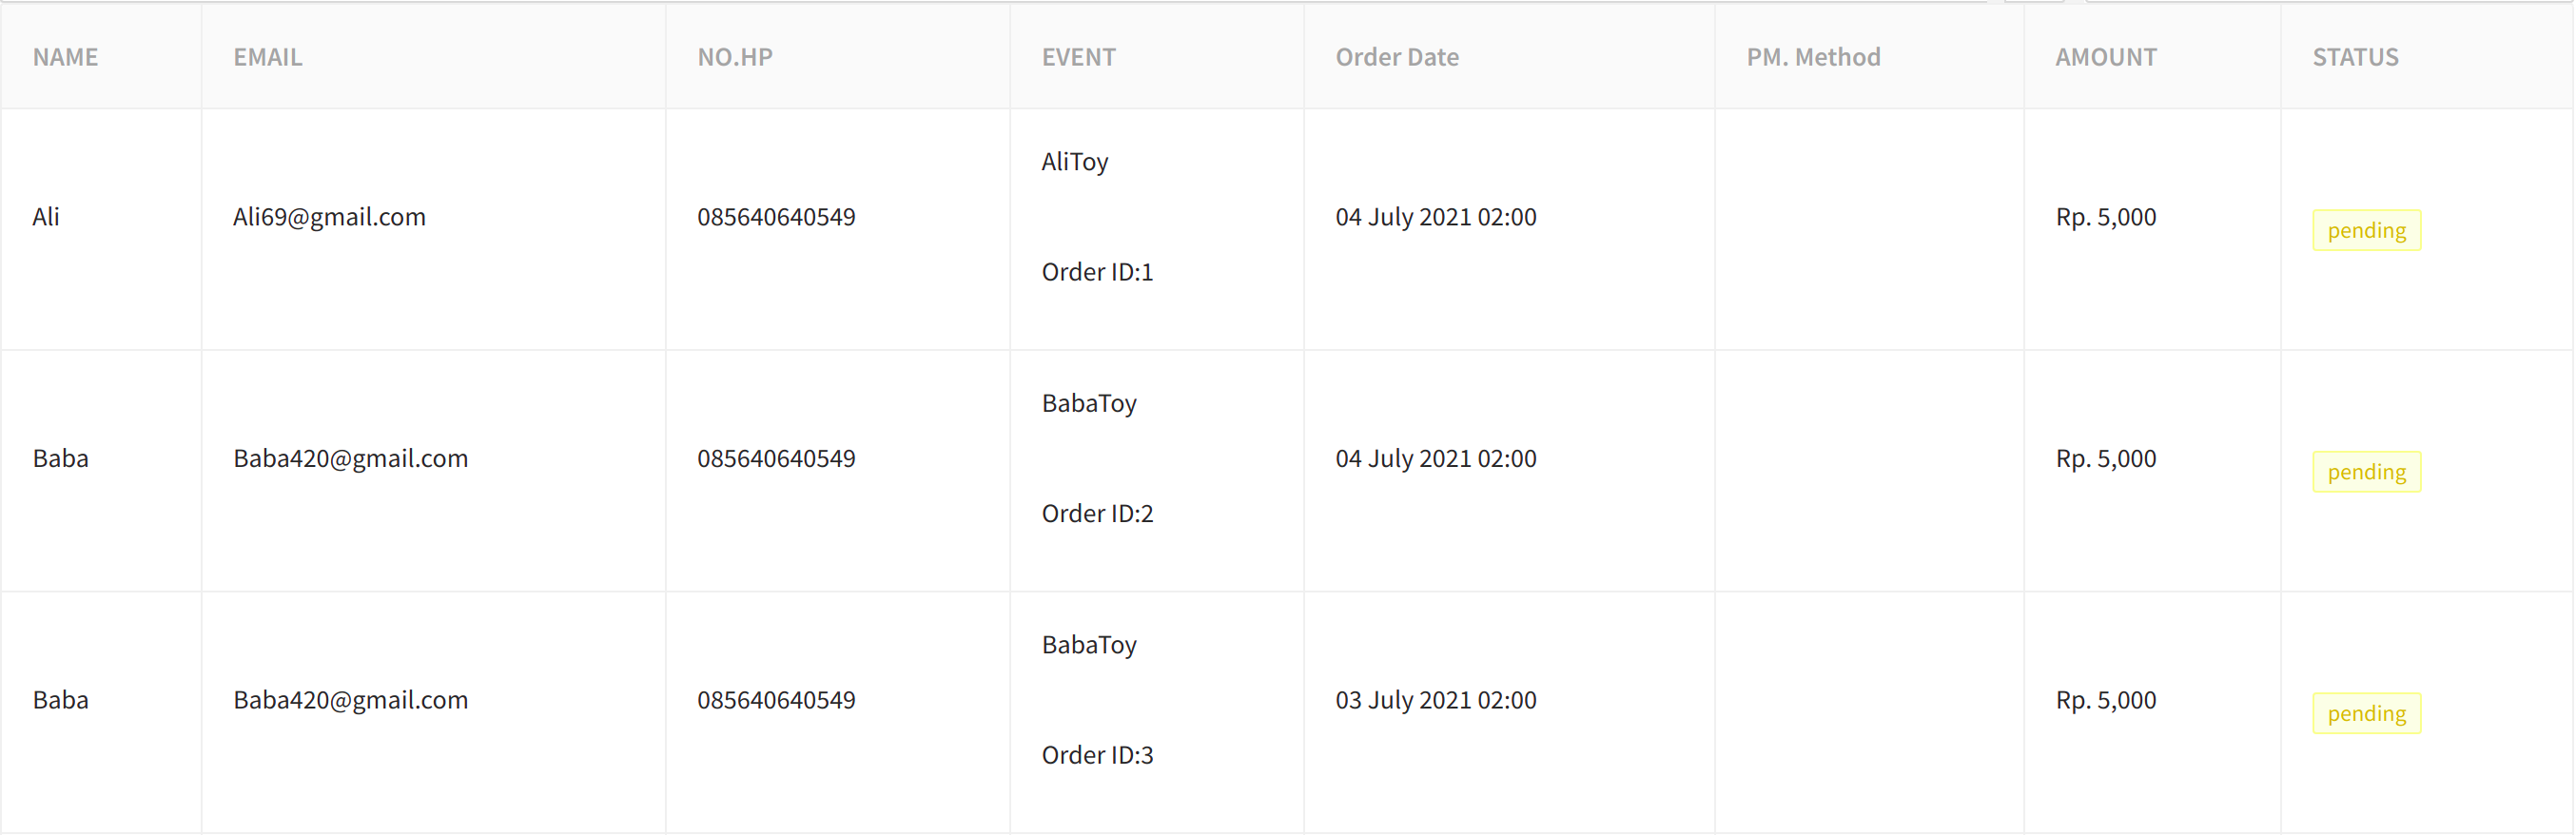 NAME EMAIL NO.HP EVENT Order Date PM. Method AMOUNT STATUS
AliToy
Ali Ali69@gmail.com 085640640549 04 July 2021 02:00 Rp. 5,000 pending
Order ID:1
BabaToy
Baba Baba420@gmail.com 085640640549 04 July 2021 02:00 Rp. 5,000 pending
Order ID:2
BabaToy
Baba Baba420@gmail.com 085640640549 03 July 2021 02:00 Rp. 5,000 pending
Order ID:3